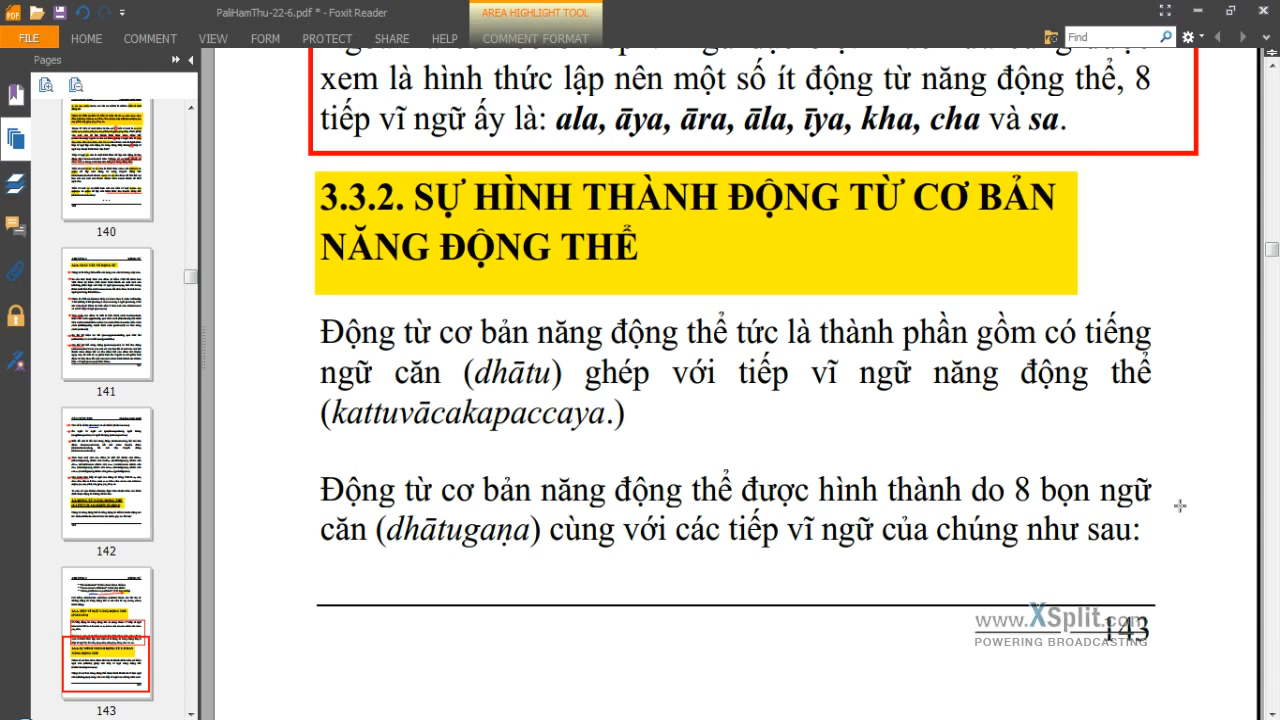 PaliHamThu-22-6.pdf * - Foxit Reader
AREA HIGHLIGHT TOOL
FILE HOME COMMENT VIEW FORM PROTECT SHARE HELP COMMENT FORMAT
Find
Pages
xem là hình thức lập nên một số ít động từ năng động thể, 8
tiếp vĩ ngữ ấy là: ala, āya, āra, āla, īya, kha, cha và sa.
3.3.2. SỰ HÌNH THÀNH ĐỘNG TỪ CƠ BẢN
NĂNG ĐỘNG THỂ
Động từ cơ bản năng động thể tức là thành phần gồm có tiếng
ngữ căn (dhātu) ghép với tiếp vĩ ngữ năng động thể
(kattuvācakapaccaya.)
Động từ cơ bản năng động thể được hình thành do 8 bọn ngữ
căn (dhātugaṇa) cùng với các tiếp vĩ ngữ của chúng như sau:
143
www.XSplit.com
POWERING BROADCASTING
140
141
142
143